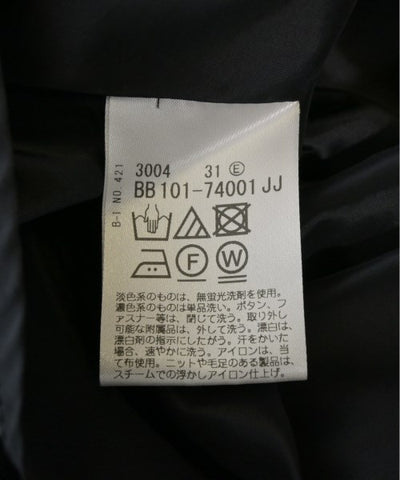 B-I NO. 421
3004 31 Ⓔ
BB 101-74001 JJ
F W
淡色系のものは、無蛍光洗剤を使用。
濃色系のものは単品洗い。ボタン、フ
ァスナー等は、閉じて洗う。取り外し
可能な附属品は、外して洗う。漂白は、
漂白剤の指示にしたがう。汗をかいた
場合、速やかに洗う。アイロンは、当
て布使用。ニットや毛足のある製品は、
スチームでの浮かしアイロン仕上げ。